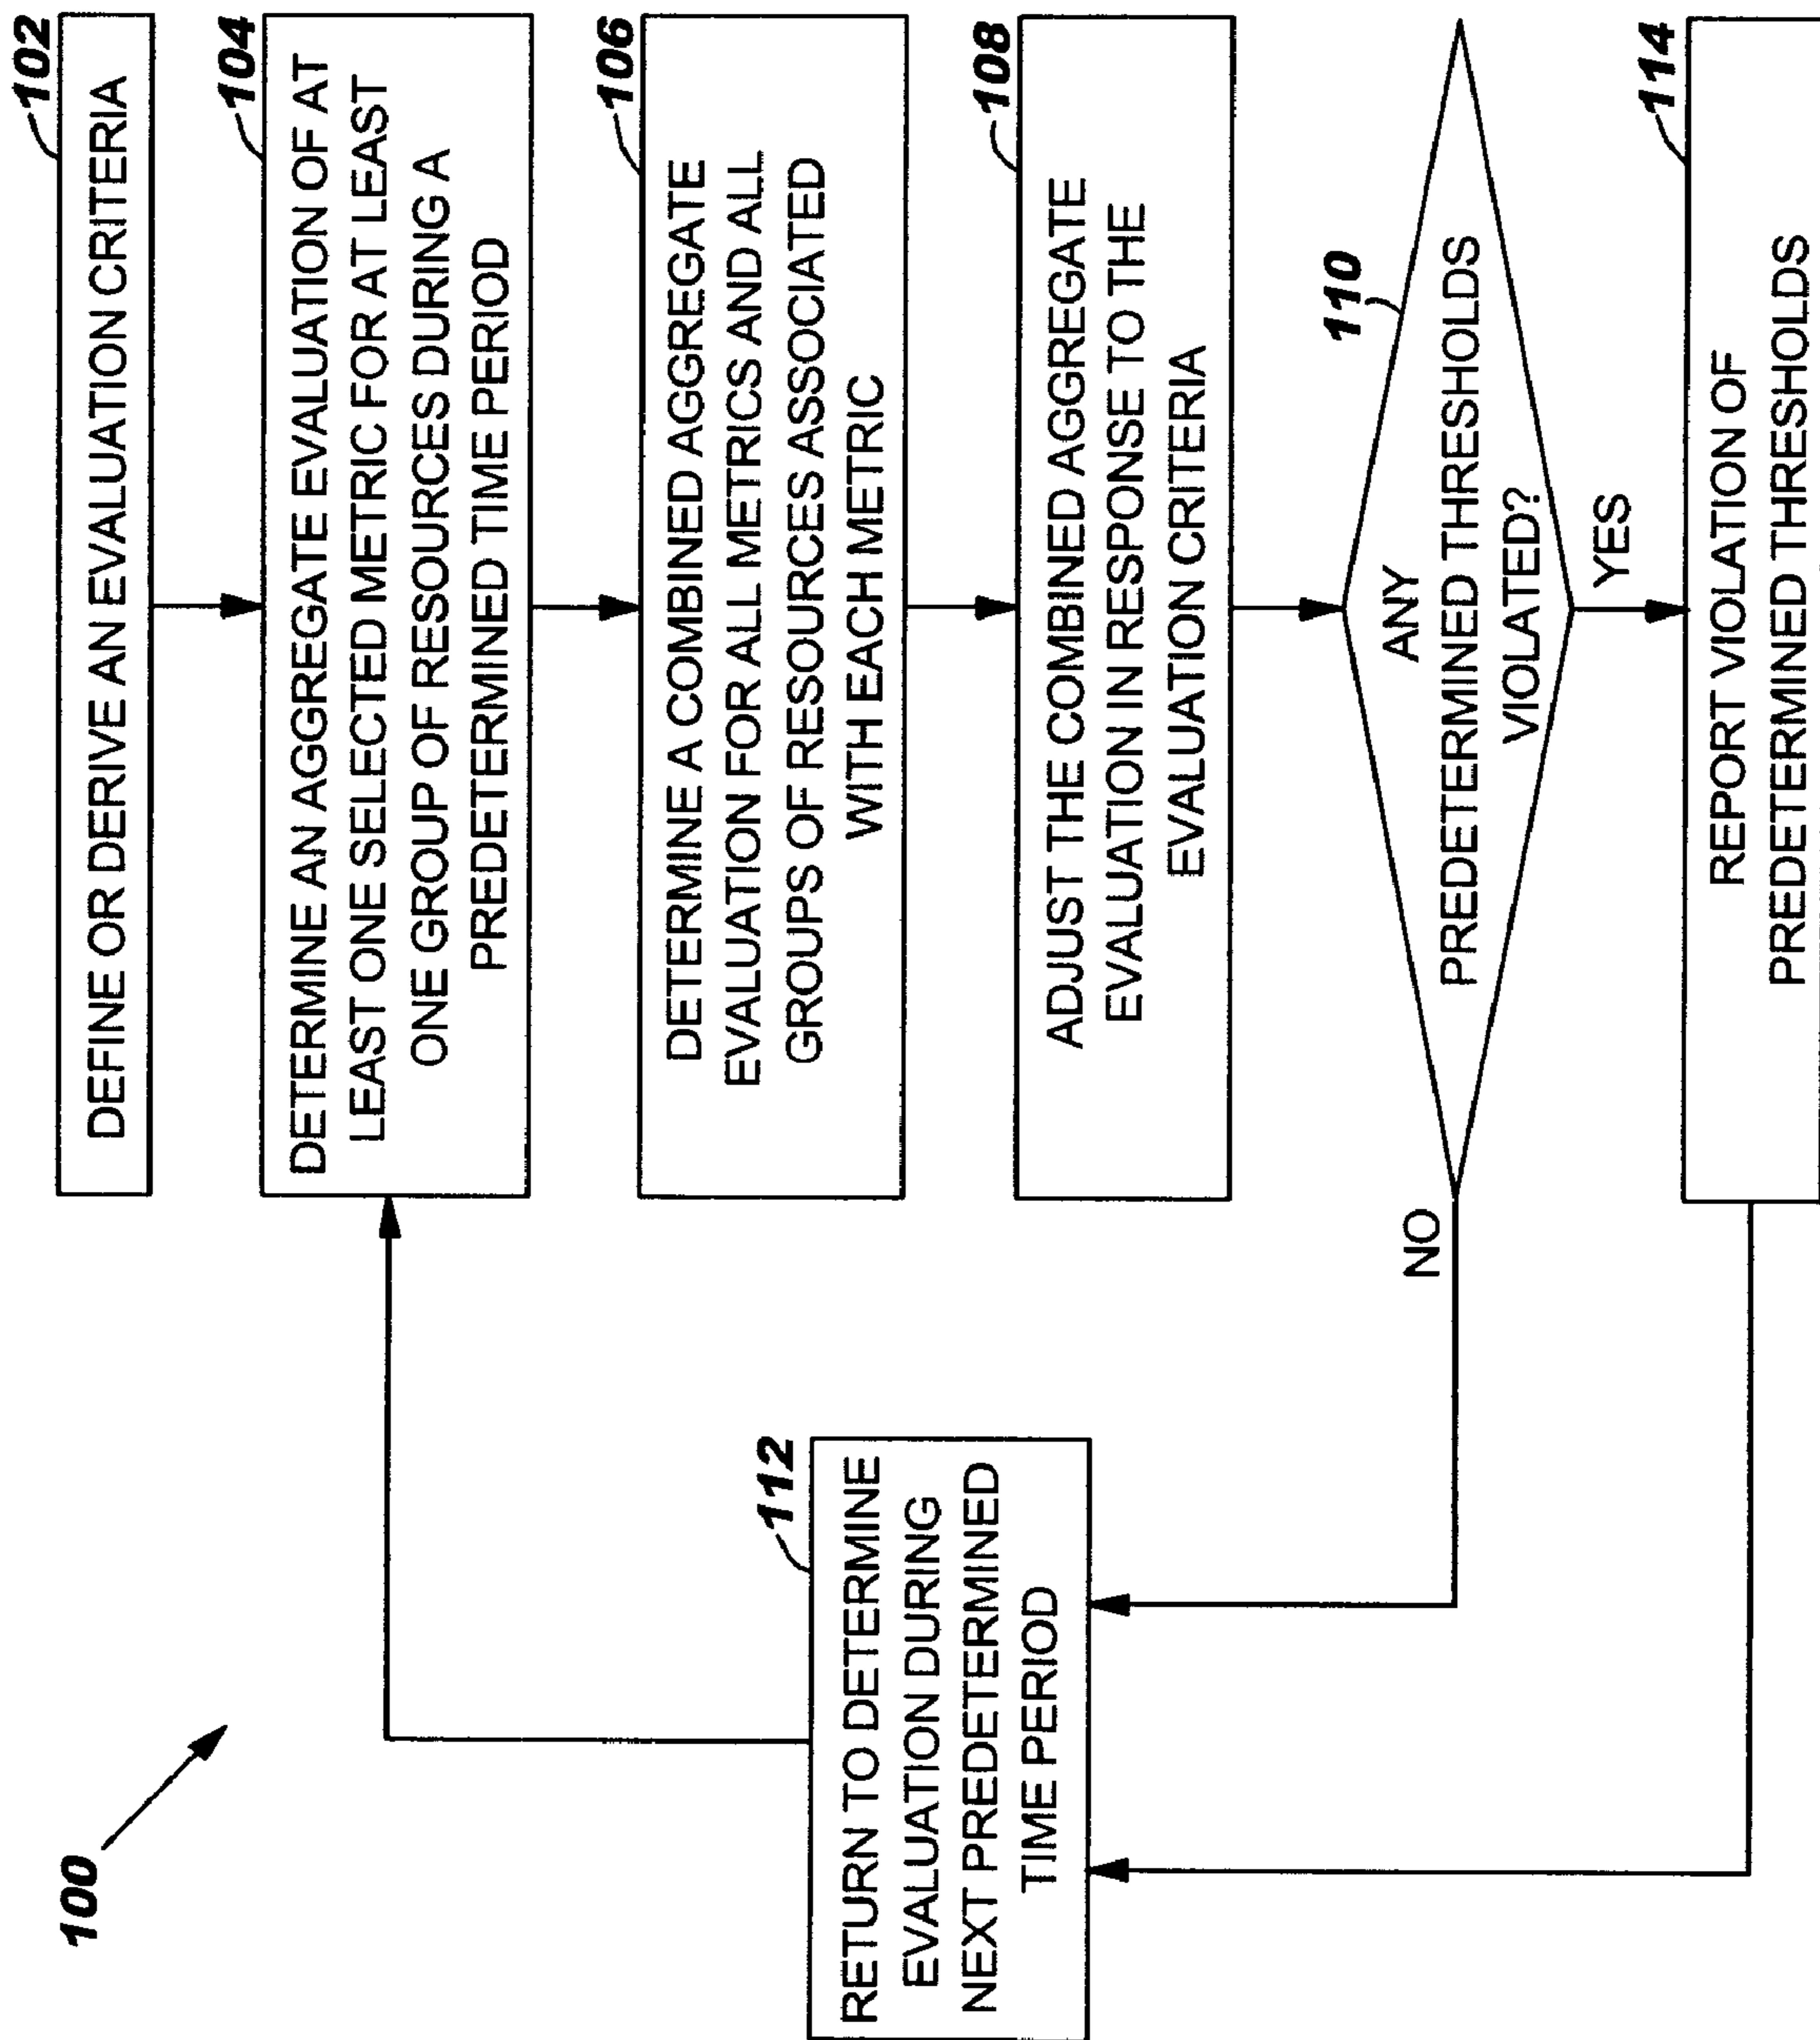 100
102
DEFINE OR DERIVE AN EVALUATION CRITERIA
104
DETERMINE AN AGGREGATE EVALUATION OF AT
LEAST ONE SELECTED METRIC FOR AT LEAST
ONE GROUP OF RESOURCES DURING A
PREDETERMINED TIME PERIOD
106
DETERMINE A COMBINED AGGREGATE
EVALUATION FOR ALL METRICS AND ALL
GROUPS OF RESOURCES ASSOCIATED
WITH EACH METRIC
108
ADJUST THE COMBINED AGGREGATE
EVALUATION IN RESPONSE TO THE
EVALUATION CRITERIA
110
ANY
PREDETERMINED THRESHOLDS
VIOLATED?
NO
YES
112
RETURN TO DETERMINE
EVALUATION DURING
NEXT PREDETERMINED
TIME PERIOD
114
REPORT VIOLATION OF
PREDETERMINED THRESHOLDS